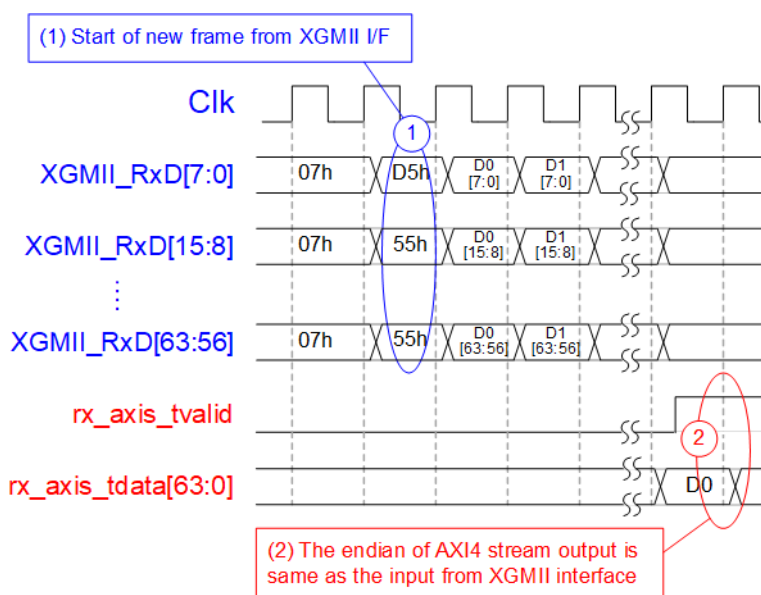 (1) Start of new frame from XGMII I/F
Clk
1
XGMII_RxD[7:0]
07h
D5h
D0
[7:0]
D1
[7:0]
XGMII_RxD[15:8]
07h
55h
D0
[15:8]
D1
[15:8]
XGMII_RxD[63:56]
07h
55h
D0
[63:56]
D1
[63:56]
rx_axis_tvalid
2
rx_axis_tdata[63:0]
D0
(2) The endian of AXI4 stream output is
same as the input from XGMII interface